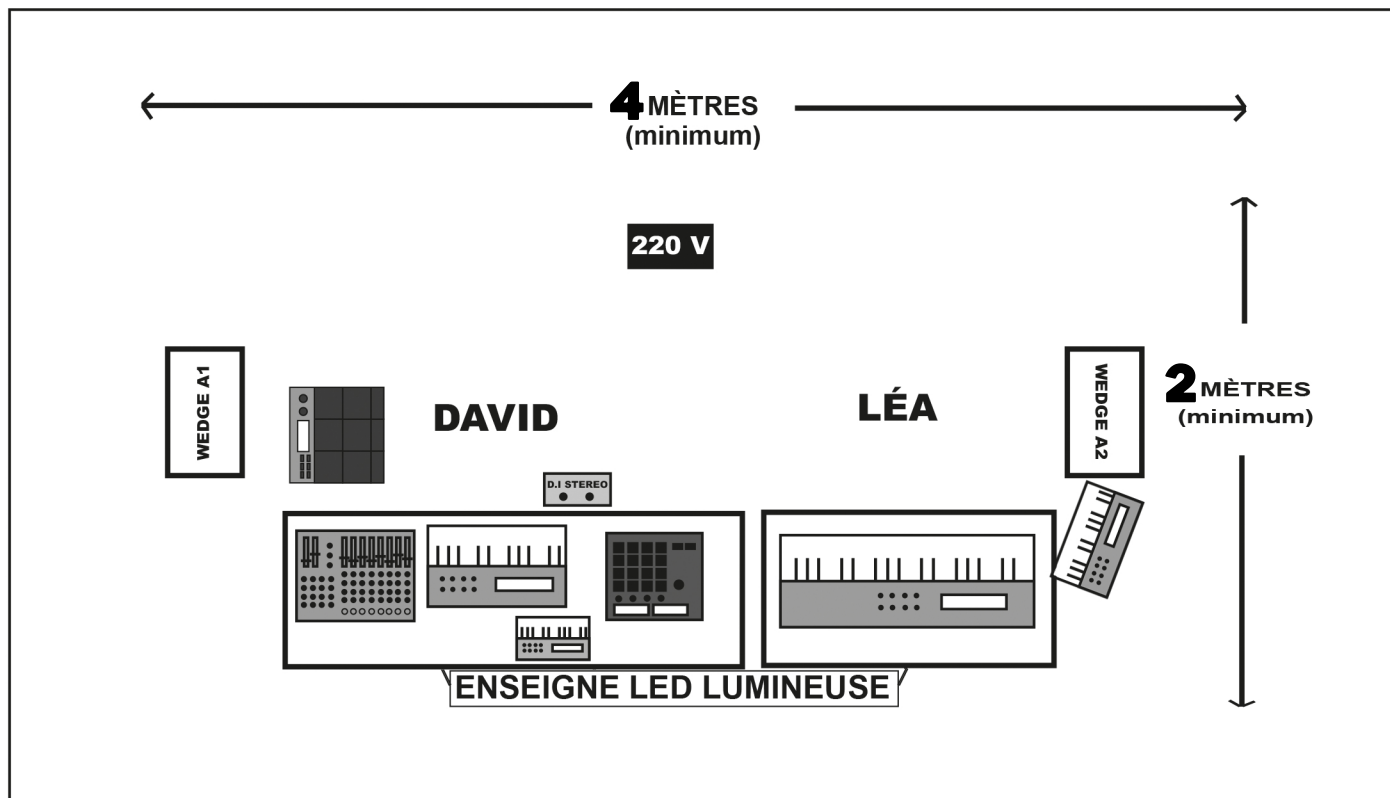 4 MÈTRES
(minimum)
220 V
WEDGE A1
DAVID
LÉA
WEDGE A2
2 MÈTRES
(minimum)
D.I STEREO
ENSEIGNE LED LUMINEUSE